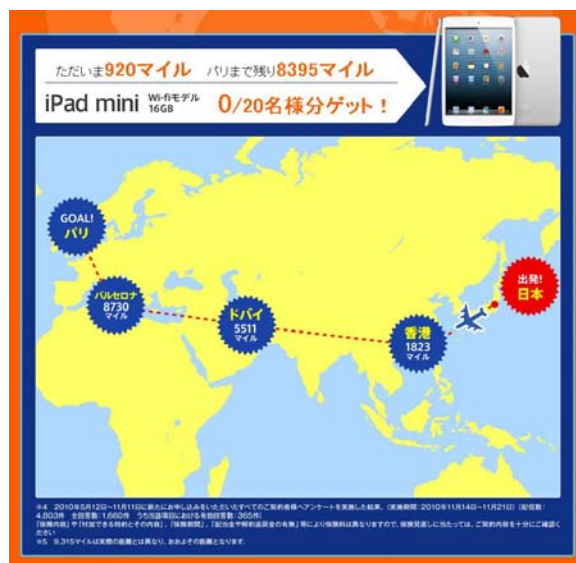 ただいま920マイル パリまで残り8395マイル
iPad mini Wi-fiモデル 16GB 0/20名様分ゲット！
GOAL!
パリ
出発!
日本
バルセロナ
8730
マイル
ドバイ
5511
マイル
香港
1823
マイル
※4 2010年5月12日~11月11日に新たにお申し込みをいただいたすべてのご契約者様へアンケートを実施した結果。(実施期間：2010年11月14日~11月21日) (配信数：
4,803件 全回答数：1,660件 うち当該項目における有効回答数：365件)
「保障内容」や「付加できる特約とその内容」、「保険期間」、「配当金や解約返戻金の有無」等により保険料は異なりますので、保険見直しに当たっては、ご契約内容を十分にご確認く
ださい
※5 9,315マイルは実際の距離とは異なり、おおよその距離となります。